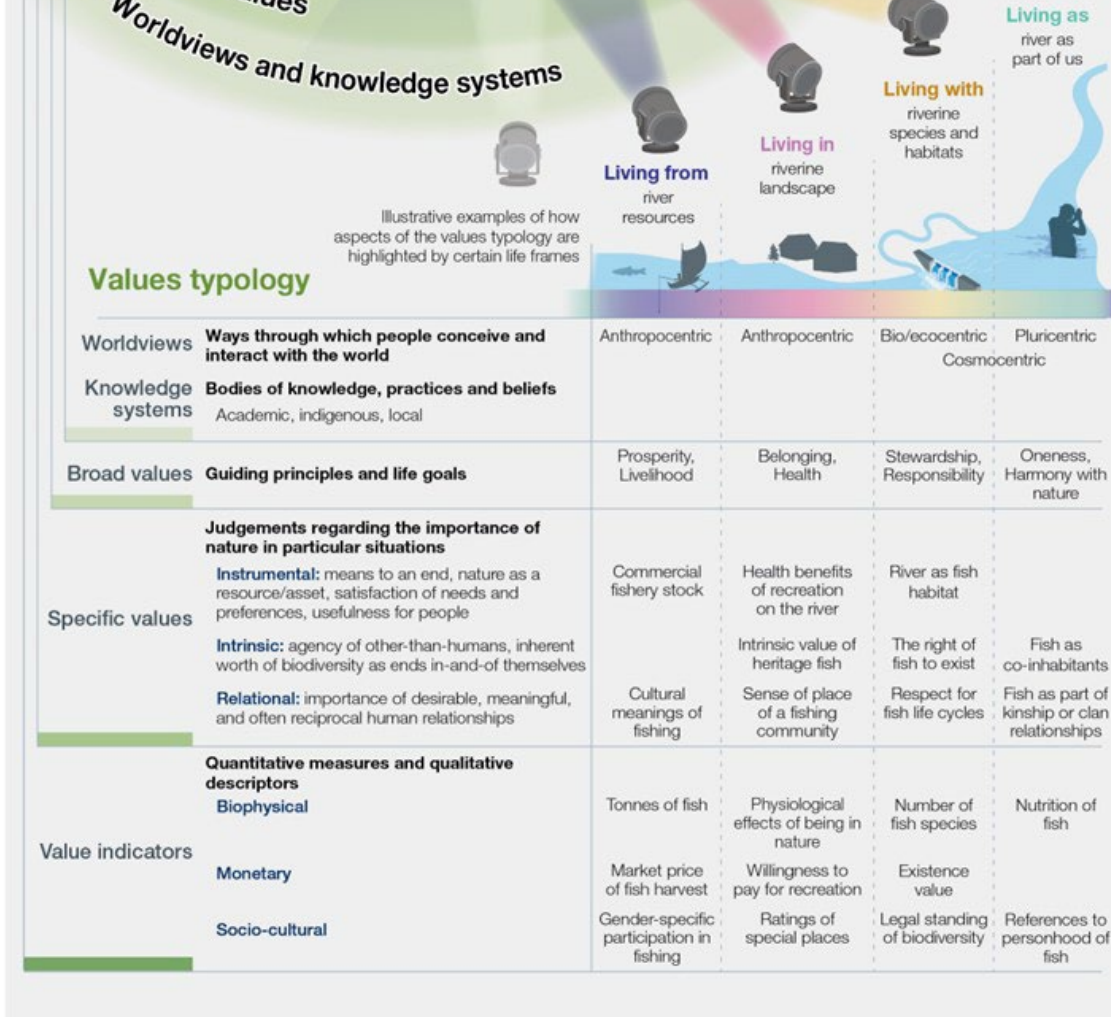 Worldviews and knowledge systems
Living as
river as
part of us
Living with
riverine
species and
habitats
Living in
riverine
landscape
Living from
river
resources
Illustrative examples of how
aspects of the values typology are
highlighted by certain life frames
Values typology
Worldviews
Ways through which people conceive and
interact with the world
Anthropocentric
Anthropocentric
Bio/ecocentric
Pluricentric
Cosmocentric
Knowledge
systems
Bodies of knowledge, practices and beliefs
Academic, indigenous, local
Broad values
Guiding principles and life goals
Prosperity,
Livelihood
Belonging,
Health
Stewardship,
Responsibility
Oneness,
Harmony with
nature
Specific values
Judgements regarding the importance of
nature in particular situations
Instrumental: means to an end, nature as a
resource/asset, satisfaction of needs and
preferences, usefulness for people
Commercial
fishery stock
Health benefits
of recreation
on the river
River as fish
habitat
Intrinsic: agency of other-than-humans, inherent
worth of biodiversity as ends in-and-of themselves
Intrinsic value of
heritage fish
The right of
fish to exist
Fish as
co-inhabitants
Relational: importance of desirable, meaningful,
and often reciprocal human relationships
Cultural
meanings of
fishing
Sense of place
of a fishing
community
Respect for
fish life cycles
Fish as part of
kinship or clan
relationships
Value indicators
Quantitative measures and qualitative
descriptors
Biophysical
Tonnes of fish
Physiological
effects of being in
nature
Number of
fish species
Nutrition of
fish
Monetary
Market price
of fish harvest
Willingness to
pay for recreation
Existence
value
Socio-cultural
Gender-specific
participation in
fishing
Ratings of
special places
Legal standing
of biodiversity
References to
personhood of
fish